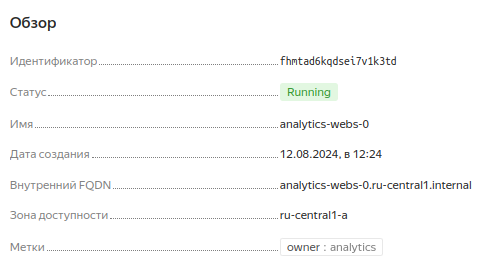 Обзор
Идентификатор fhmtad6kqdsei7v1k3td
Статус Running
Имя analytics-webs-0
Дата создания 12.08.2024, в 12:24
Внутренний FQDN analytics-webs-0.ru-central1.internal
Зона доступности ru-central1-a
Метки owner : analytics